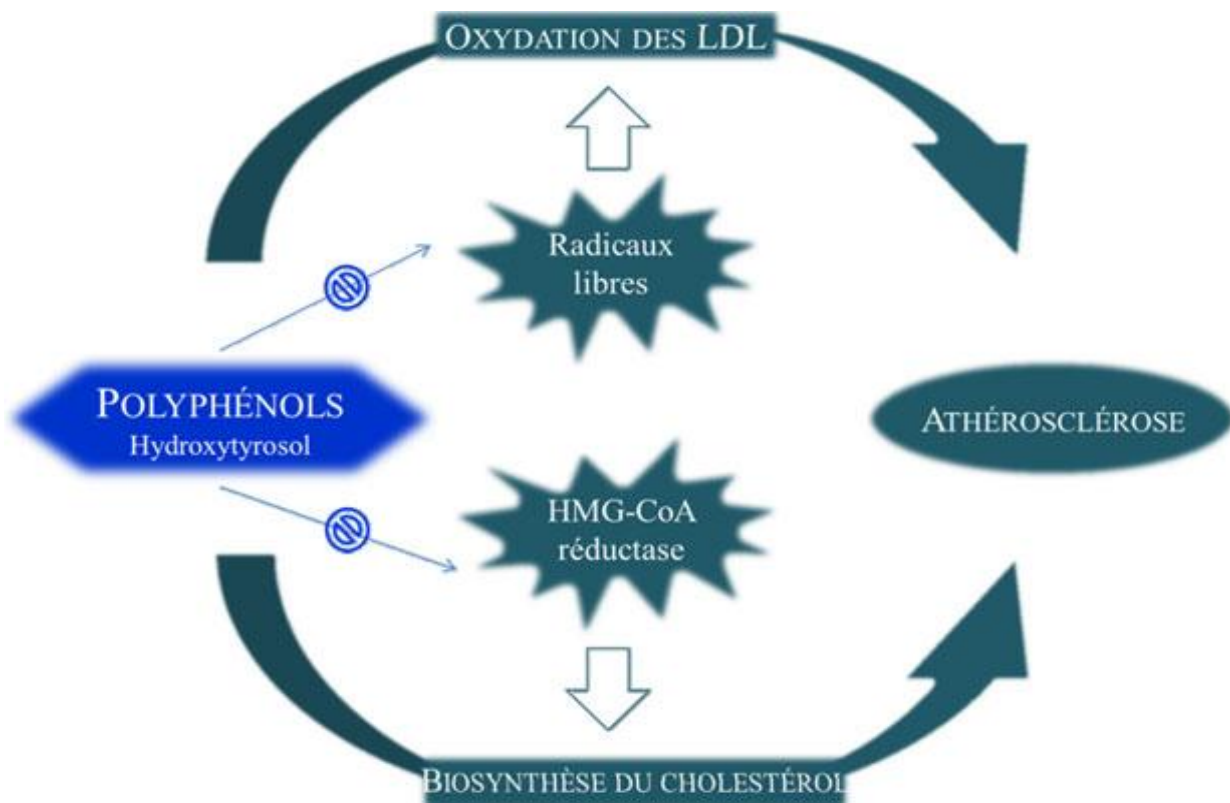 OXYDATION DES LDL
Radicaux
libres
POLYPHÉNOLS
Hydroxytyrosol
ATHÉROSCLÉROSE
HMG-CoA
réductase
BIOSYNTHÈSE DU CHOLESTÉROL